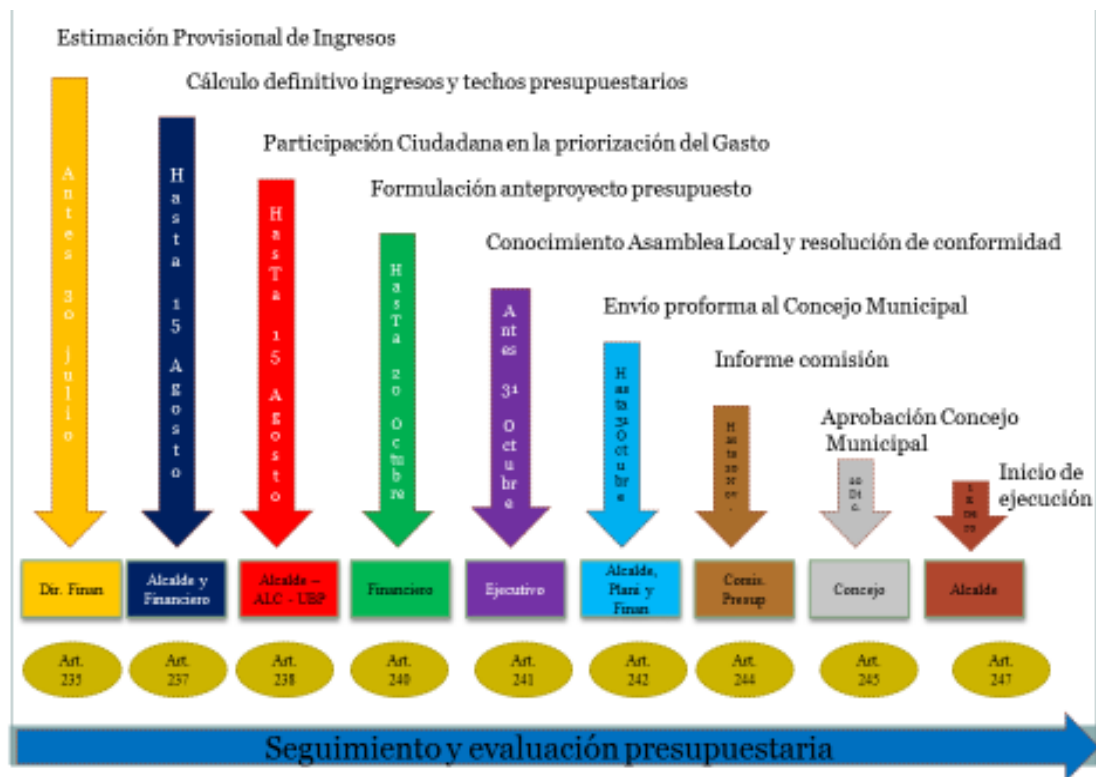 Estimación Provisional de Ingresos
Cálculo definitivo ingresos y techos presupuestarios
Participación Ciudadana en la priorización del Gasto
Formulación anteproyecto presupuesto
Conocimiento Asamblea Local y resolución de conformidad
Envío proforma al Concejo Municipal
Informe comisión
Aprobación Concejo
Municipal
Inicio de
ejecución
Antes 30 julio
Hasta 15 Agosto
HasTa 15 Agosto
HasTa 20 Octubre
Antes 31 Octubre
Hasta 31 Octubre
Dir. Finan
Alcalde y
Financiero
Alcalde –
ALC - UBP
Financiero
Ejecutivo
Alcalde,
Plani y
Finan
Comis.
Presup
Concejo
Alcalde
Art.
235
Art.
237
Art.
238
Art.
240
Art.
241
Art.
242
Art.
244
Art.
245
Art.
247
Seguimiento y evaluación presupuestaria